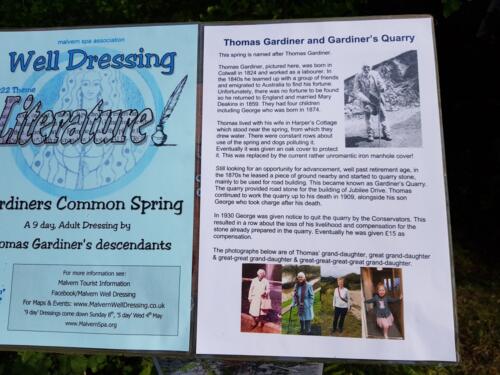 malvern spa association
Well Dressing
22 Theme
Literature!
ardiners Common Spring
A 9 day, Adult Dressing by
omas Gardiner's descendants
For more information see:
Malvern Tourist Information
Facebook/Malvern Well Dressing
For Maps & Events: www.MalvernWellDressing.co.uk
'9 day' Dressings come down Sunday 8th, '5 day' Wed 4th May
www.MalvernSpa.org
Thomas Gardiner and Gardiner's Quarry
This spring is named after Thomas Gardiner.
Thomas Gardiner, pictured here, was born in
Colwall in 1824 and worked as a labourer. In
the 1840s he teamed up with a group of friends
and emigrated to Australia to find his fortune.
Unfortunately, there was no fortune to be found
so he returned to England and married Mary
Deakins in 1859. They had four children
including George who was born in 1874.
Thomas lived with his wife in Harper's Cottage
which stood near the spring, from which they
drew water. There were constant rows about
use of the spring and dogs polluting it.
Eventually it was given an oak cover to protect
it. This was replaced by the current rather unromantic iron manhole cover!
Still looking for an opportunity for advancement, well past retirement age, in
the 1870s he leased a piece of ground nearby and started to quarry stone,
mainly to be used for road building. This became known as Gardiner's Quarry.
The quarry provided road stone for the building of Jubilee Drive. Thomas
continued to work the quarry up to his death in 1909, alongside his son
George who took charge after his death.
In 1930 George was given notice to quit the quarry by the Conservators. This
resulted in a row about the loss of his livelihood and compensation for the
stone already prepared in the quarry. Eventually he was given £15 as
compensation.
The photographs below are of Thomas' grand-daughter, great grand-daughter
& great-great grand-daughter & great-great-great grand-daughter.